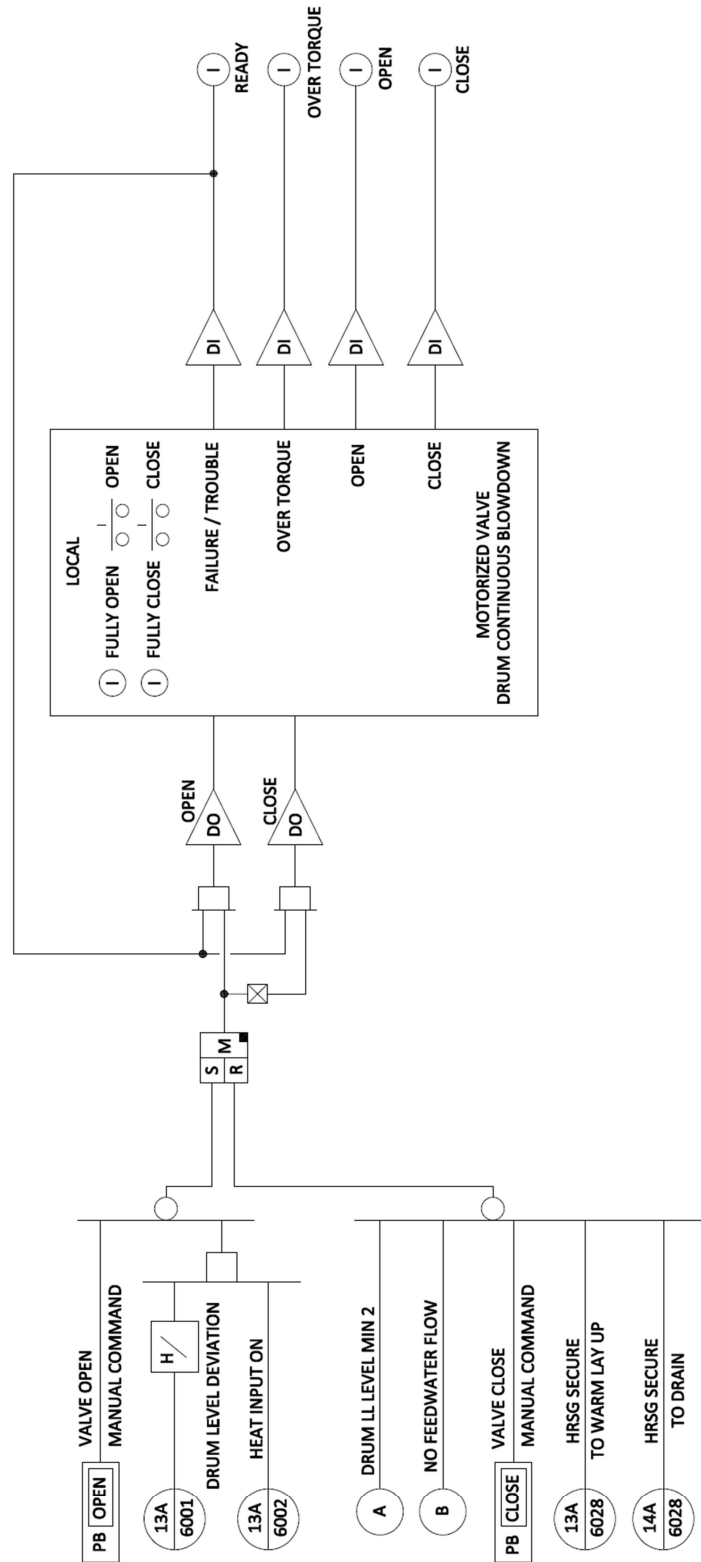 PB OPEN
VALVE OPEN
MANUAL COMMAND
13A
6001
H/
DRUM LEVEL DEVIATION
13A
6002
HEAT INPUT ON
A
DRUM LL LEVEL MIN 2
B
NO FEEDWATER FLOW
PB CLOSE
VALVE CLOSE
MANUAL COMMAND
13A
6028
HRSG SECURE
TO WARM LAY UP
14A
6028
HRSG SECURE
TO DRAIN
S
R
M
OPEN
DO
CLOSE
DO
LOCAL
I FULLY OPEN I OPEN
I FULLY CLOSE I CLOSE
FAILURE / TROUBLE
OVER TORQUE
OPEN
CLOSE
MOTORIZED VALVE
DRUM CONTINUOUS BLOWDOWN
DI
DI
DI
DI
I
READY
I
OVER TORQUE
I
OPEN
I
CLOSE